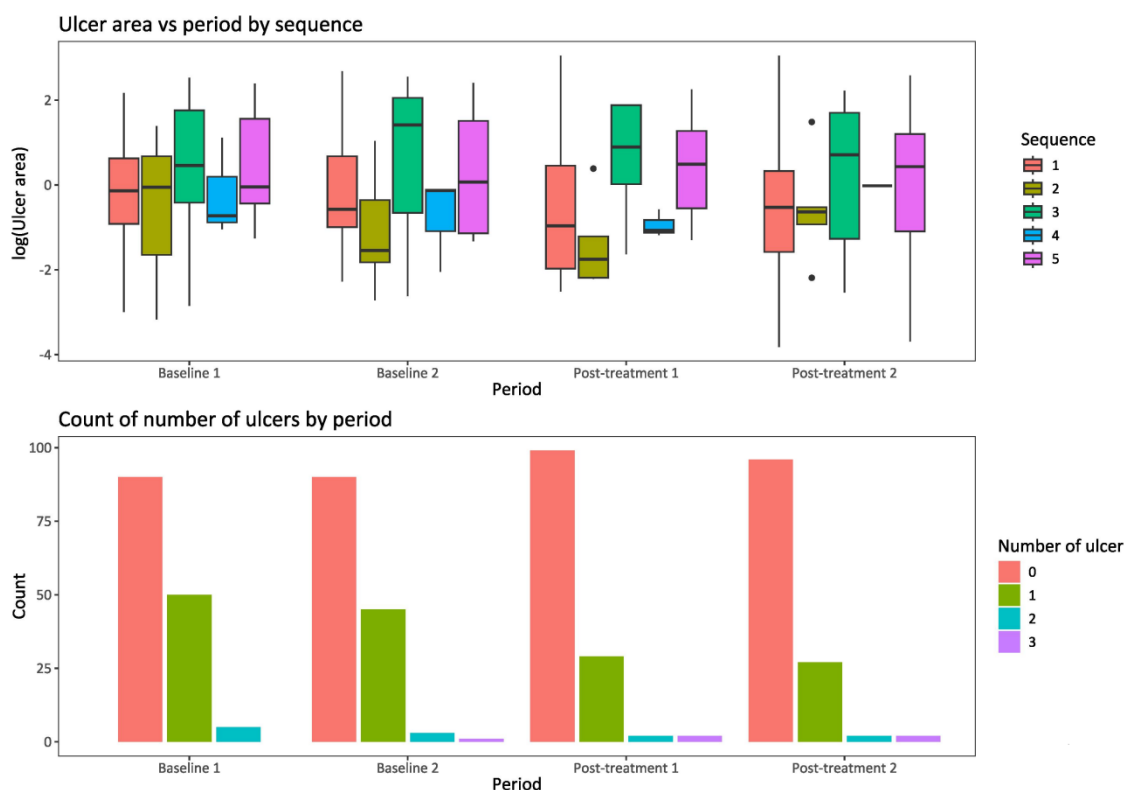 Ulcer area vs period by sequence
log(Ulcer area)
2
0
-2
-4
Baseline 1 Baseline 2 Post-treatment 1 Post-treatment 2
Period
Sequence
1
2
3
4
5
Count of number of ulcers by period
Count
100
75
50
25
0
Baseline 1 Baseline 2 Post-treatment 1 Post-treatment 2
Period
Number of ulcer
0
1
2
3